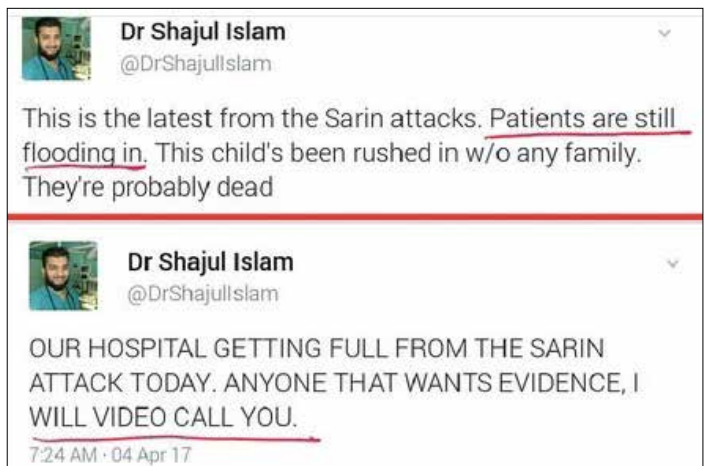 Dr Shajul Islam
@DrShajulIslam
This is the latest from the Sarin attacks. Patients are still
flooding in. This child's been rushed in w/o any family.
They're probably dead
Dr Shajul Islam
@DrShajulIslam
OUR HOSPITAL GETTING FULL FROM THE SARIN
ATTACK TODAY. ANYONE THAT WANTS EVIDENCE, I
WILL VIDEO CALL YOU.
7:24 AM · 04 Apr 17